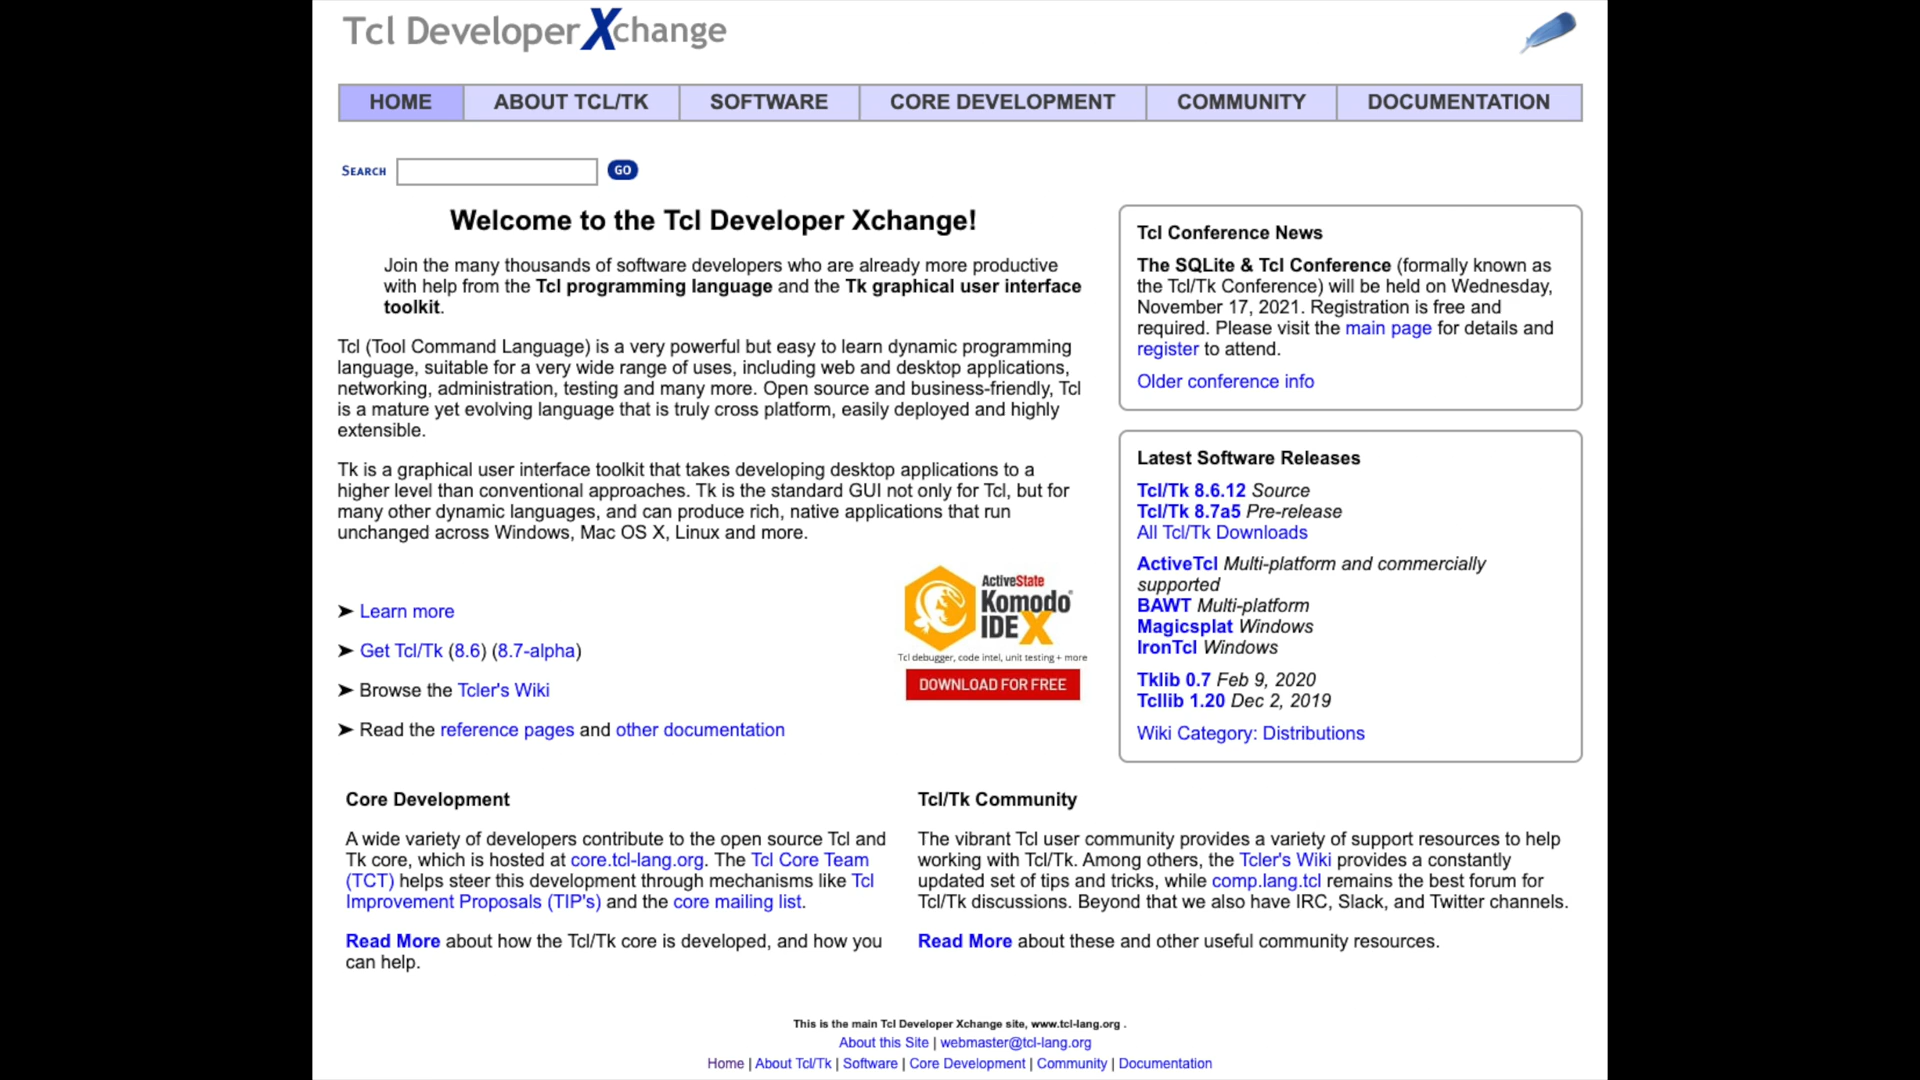 Tcl DeveloperXchange
HOME ABOUT TCL/TK SOFTWARE CORE DEVELOPMENT COMMUNITY DOCUMENTATION
SEARCH GO
Welcome to the Tcl Developer Xchange!
Join the many thousands of software developers who are already more productive
with help from the Tcl programming language and the Tk graphical user interface
toolkit.
Tcl (Tool Command Language) is a very powerful but easy to learn dynamic programming
language, suitable for a very wide range of uses, including web and desktop applications,
networking, administration, testing and many more. Open source and business-friendly, Tcl
is a mature yet evolving language that is truly cross platform, easily deployed and highly
extensible.
Tk is a graphical user interface toolkit that takes developing desktop applications to a
higher level than conventional approaches. Tk is the standard GUI not only for Tcl, but for
many other dynamic languages, and can produce rich, native applications that run
unchanged across Windows, Mac OS X, Linux and more.
➤ Learn more
➤ Get Tcl/Tk (8.6) (8.7-alpha)
➤ Browse the Tcler's Wiki
➤ Read the reference pages and other documentation
ActiveState
Komodo®
IDE X
Tcl debugger, code intel, unit testing + more
DOWNLOAD FOR FREE
Tcl Conference News
The SQLite & Tcl Conference (formally known as
the Tcl/Tk Conference) will be held on Wednesday,
November 17, 2021. Registration is free and
required. Please visit the main page for details and
register to attend.
Older conference info
Latest Software Releases
Tcl/Tk 8.6.12 Source
Tcl/Tk 8.7a5 Pre-release
All Tcl/Tk Downloads
ActiveTcl Multi-platform and commercially
supported
BAWT Multi-platform
Magicsplat Windows
IronTcl Windows
Tklib 0.7 Feb 9, 2020
Tcllib 1.20 Dec 2, 2019
Wiki Category: Distributions
Core Development
A wide variety of developers contribute to the open source Tcl and
Tk core, which is hosted at core.tcl-lang.org. The Tcl Core Team
(TCT) helps steer this development through mechanisms like Tcl
Improvement Proposals (TIP's) and the core mailing list.
Read More about how the Tcl/Tk core is developed, and how you
can help.
Tcl/Tk Community
The vibrant Tcl user community provides a variety of support resources to help
working with Tcl/Tk. Among others, the Tcler's Wiki provides a constantly
updated set of tips and tricks, while comp.lang.tcl remains the best forum for
Tcl/Tk discussions. Beyond that we also have IRC, Slack, and Twitter channels.
Read More about these and other useful community resources.
This is the main Tcl Developer Xchange site, www.tcl-lang.org .
About this Site | webmaster@tcl-lang.org
Home | About Tcl/Tk | Software | Core Development | Community | Documentation